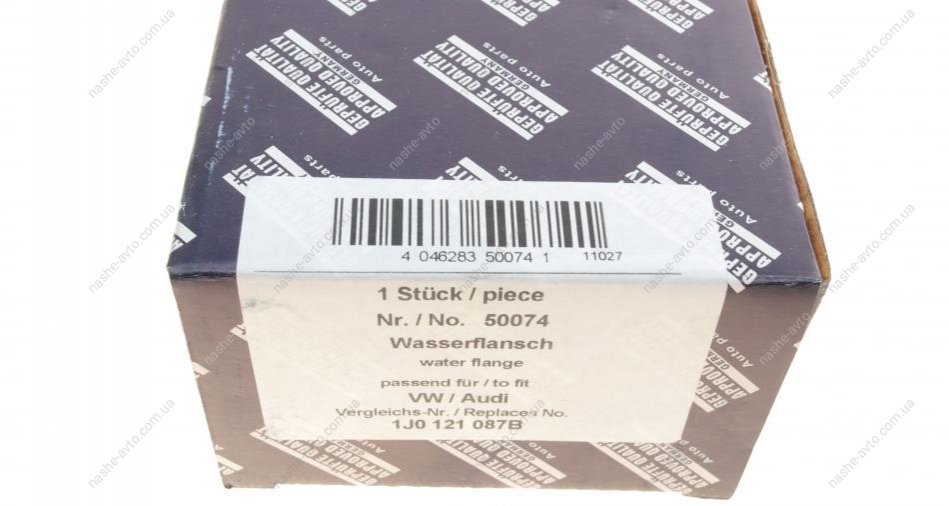 GEPRÜFTE QUALITÄT
APPROVED QUALITY
GERMANY
Auto parts
4 046283 50074 1 11027
1 Stück / piece
Nr. / No. 50074
Wasserflansch
water flange
passend für / to fit
VW / Audi
Vergleichs-Nr. / Replaces No.
1J0 121 087B
nashe-avto.com.ua